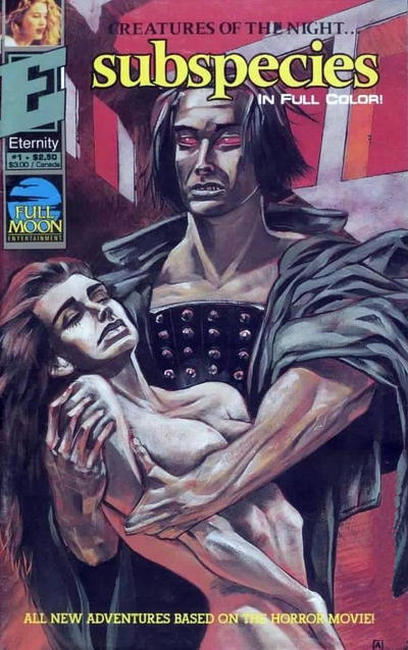 CREATURES OF THE NIGHT...
subspecies
IN FULL COLOR!
E
Eternity
#1 • $2.50
$3.00 / Canada
FULL
MOON
ENTERTAINMENT
ALL NEW ADVENTURES BASED ON THE HORROR MOVIE!